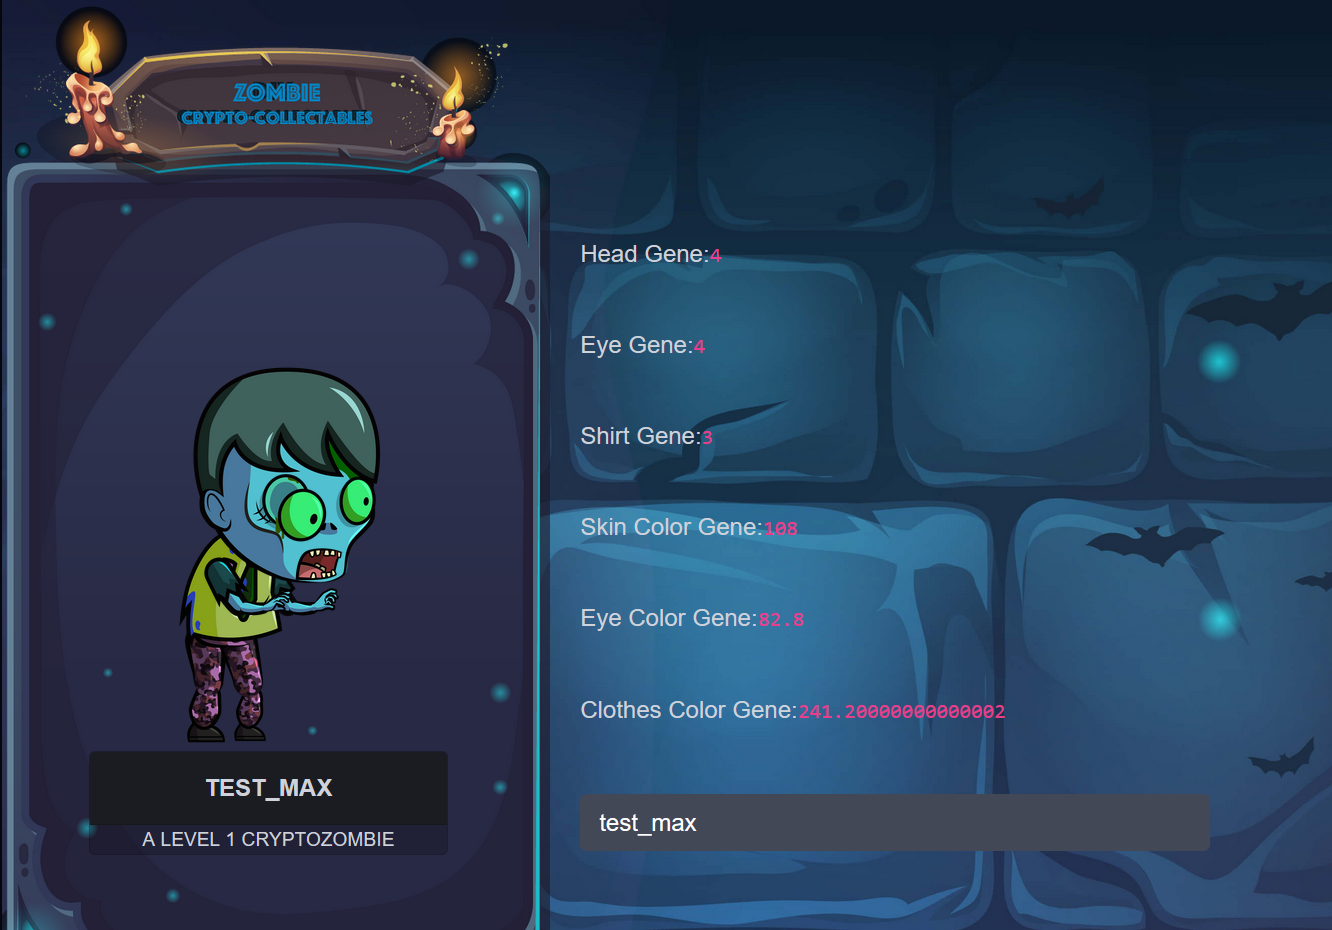 ZOMBIE
CRYPTO-COLLECTABLES
Head Gene:4
Eye Gene:4
Shirt Gene:3
Skin Color Gene:108
Eye Color Gene:82.8
Clothes Color Gene:241.20000000000002
TEST_MAX
A LEVEL 1 CRYPTOZOMBIE
test_max